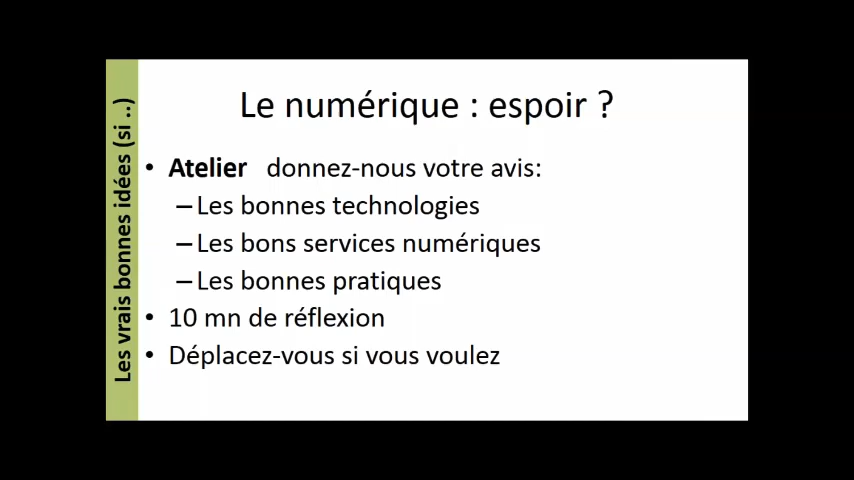 Les vrais bonnes idées (si ..)
Le numérique : espoir ?
• Atelier donnez-nous votre avis:
–Les bonnes technologies
–Les bons services numériques
–Les bonnes pratiques
• 10 mn de réflexion
• Déplacez-vous si vous voulez